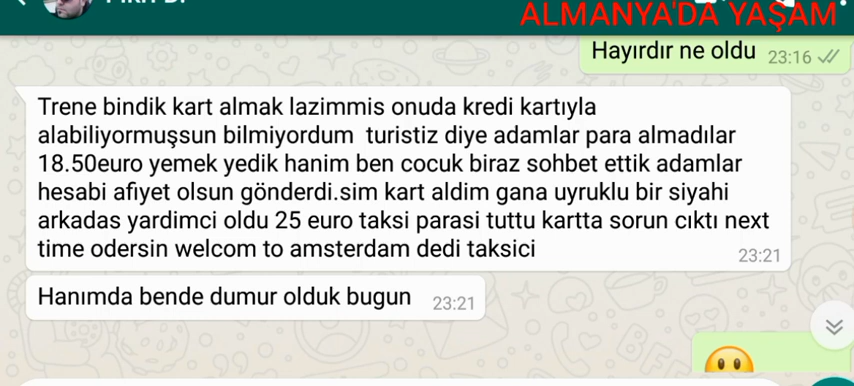 ALMANYA'DA YAŞAM
Hayırdır ne oldu 23:16
Trene bindik kart almak lazimmis onuda kredi kartıyla
alabiliyormuşsun bilmiyordum turistiz diye adamlar para almadılar
18.50euro yemek yedik hanim ben cocuk biraz sohbet ettik adamlar
hesabi afiyet olsun gönderdi.sim kart aldim gana uyruklu bir siyahi
arkadas yardimci oldu 25 euro taksi parasi tuttu kartta sorun cıktı next
time odersin welcom to amsterdam dedi taksici
23:21
Hanımda bende dumur olduk bugun 23:21